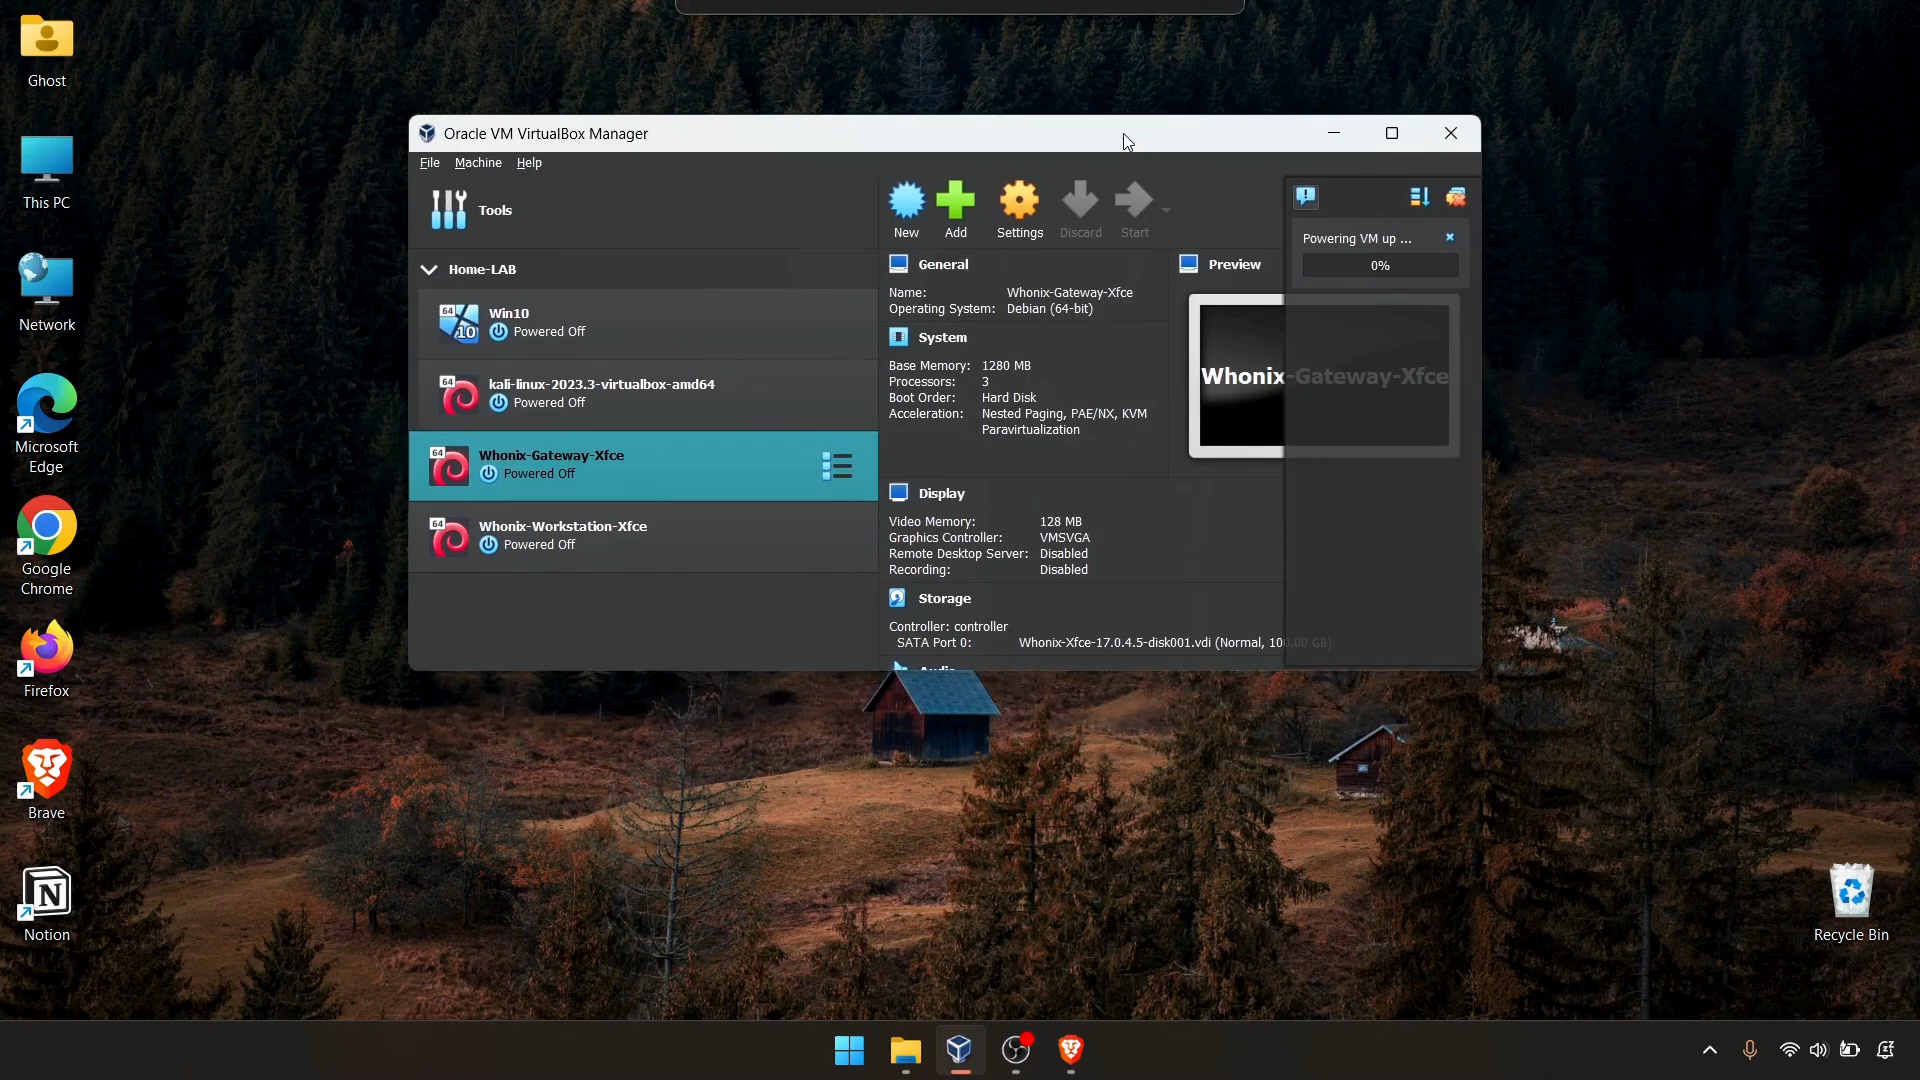 Ghost
This PC
Network
Microsoft
Edge
Google
Chrome
Firefox
Brave
Notion
Recycle Bin
Oracle VM VirtualBox Manager
File Machine Help
Tools
Home-LAB
64
10
Win10
Powered Off
64
kali-linux-2023.3-virtualbox-amd64
Powered Off
64
Whonix-Gateway-Xfce
Powered Off
64
Whonix-Workstation-Xfce
Powered Off
New Add Settings Discard Start
General
Name: Whonix-Gateway-Xfce
Operating System: Debian (64-bit)
System
Base Memory: 1280 MB
Processors: 3
Boot Order: Hard Disk
Acceleration: Nested Paging, PAE/NX, KVM
Paravirtualization
Display
Video Memory: 128 MB
Graphics Controller: VMSVGA
Remote Desktop Server: Disabled
Recording: Disabled
Storage
Controller: controller
SATA Port 0: Whonix-Xfce-17.0.4.5-disk001.vdi (Normal, 100.00 GB)
Audio
Preview
Whonix-Gateway-Xfce
Powering VM up ...
0%